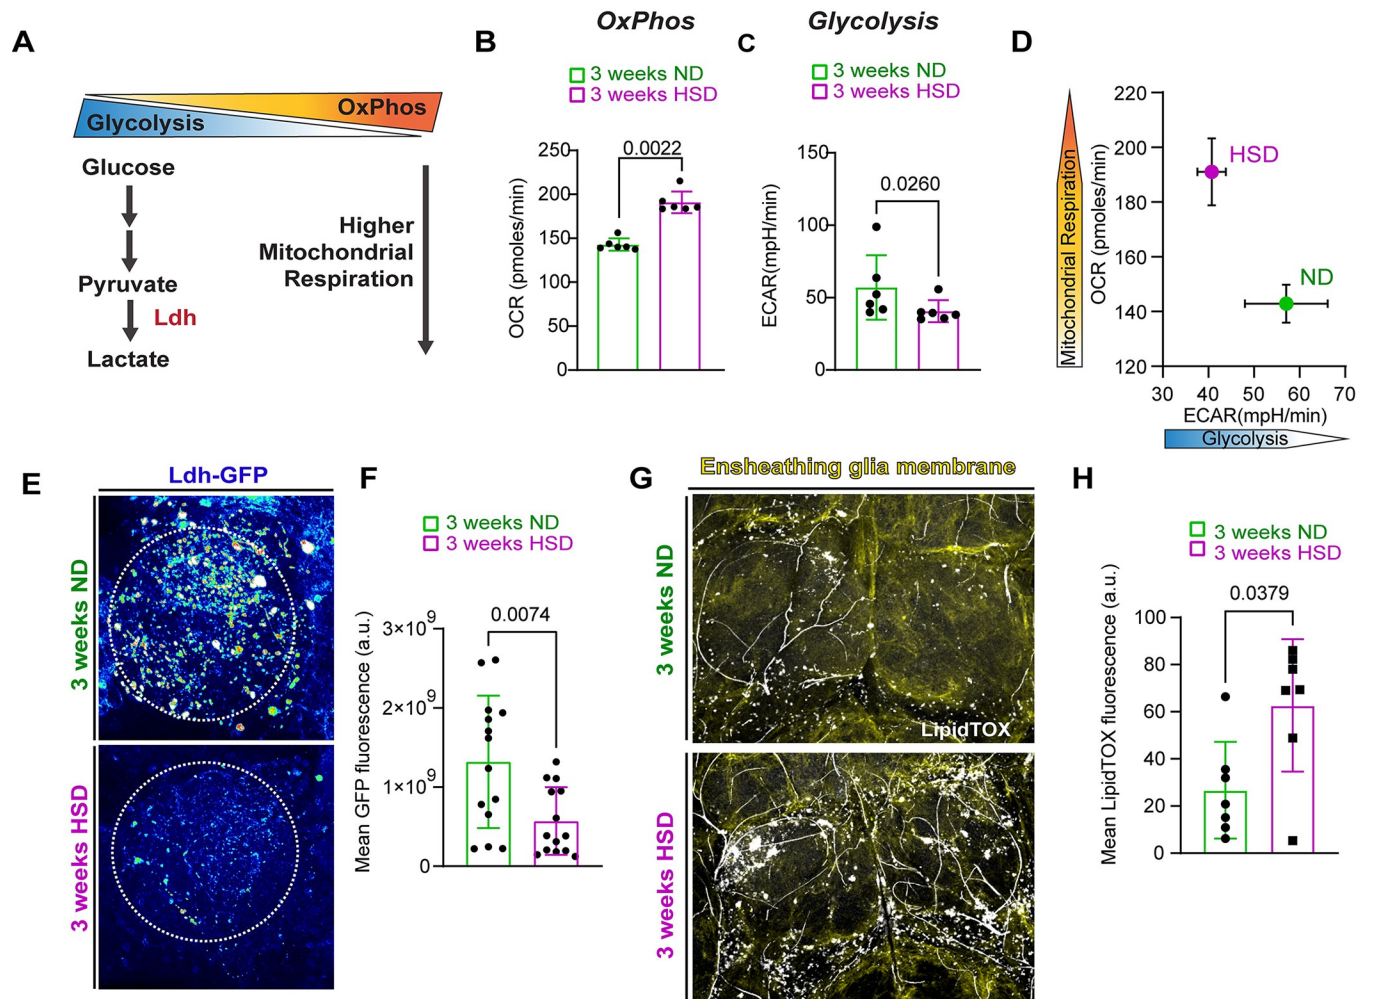 A
OxPhos
Glycolysis
Glucose
Pyruvate
Ldh
Lactate
Higher
Mitochondrial
Respiration
B
OxPhos
3 weeks ND
3 weeks HSD
OCR (pmoles/min)
250
200
150
100
50
0
0.0022
C
Glycolysis
3 weeks ND
3 weeks HSD
ECAR(mpH/min)
150
100
50
0
0.0260
D
Mitochondrial Respiration
OCR (pmoles/min)
220
200
180
160
140
120
HSD
ND
30 40 50 60 70
ECAR(mpH/min)
Glycolysis
E
Ldh-GFP
3 weeks ND
3 weeks HSD
F
3 weeks ND
3 weeks HSD
Mean GFP fluorescence (a.u.)
3×10⁹
2×10⁹
1×10⁹
0
0.0074
G
Ensheathing glia membrane
3 weeks ND
LipidTOX
3 weeks HSD
H
3 weeks ND
3 weeks HSD
Mean LipidTOX fluorescence (a.u.)
100
80
60
40
20
0
0.0379